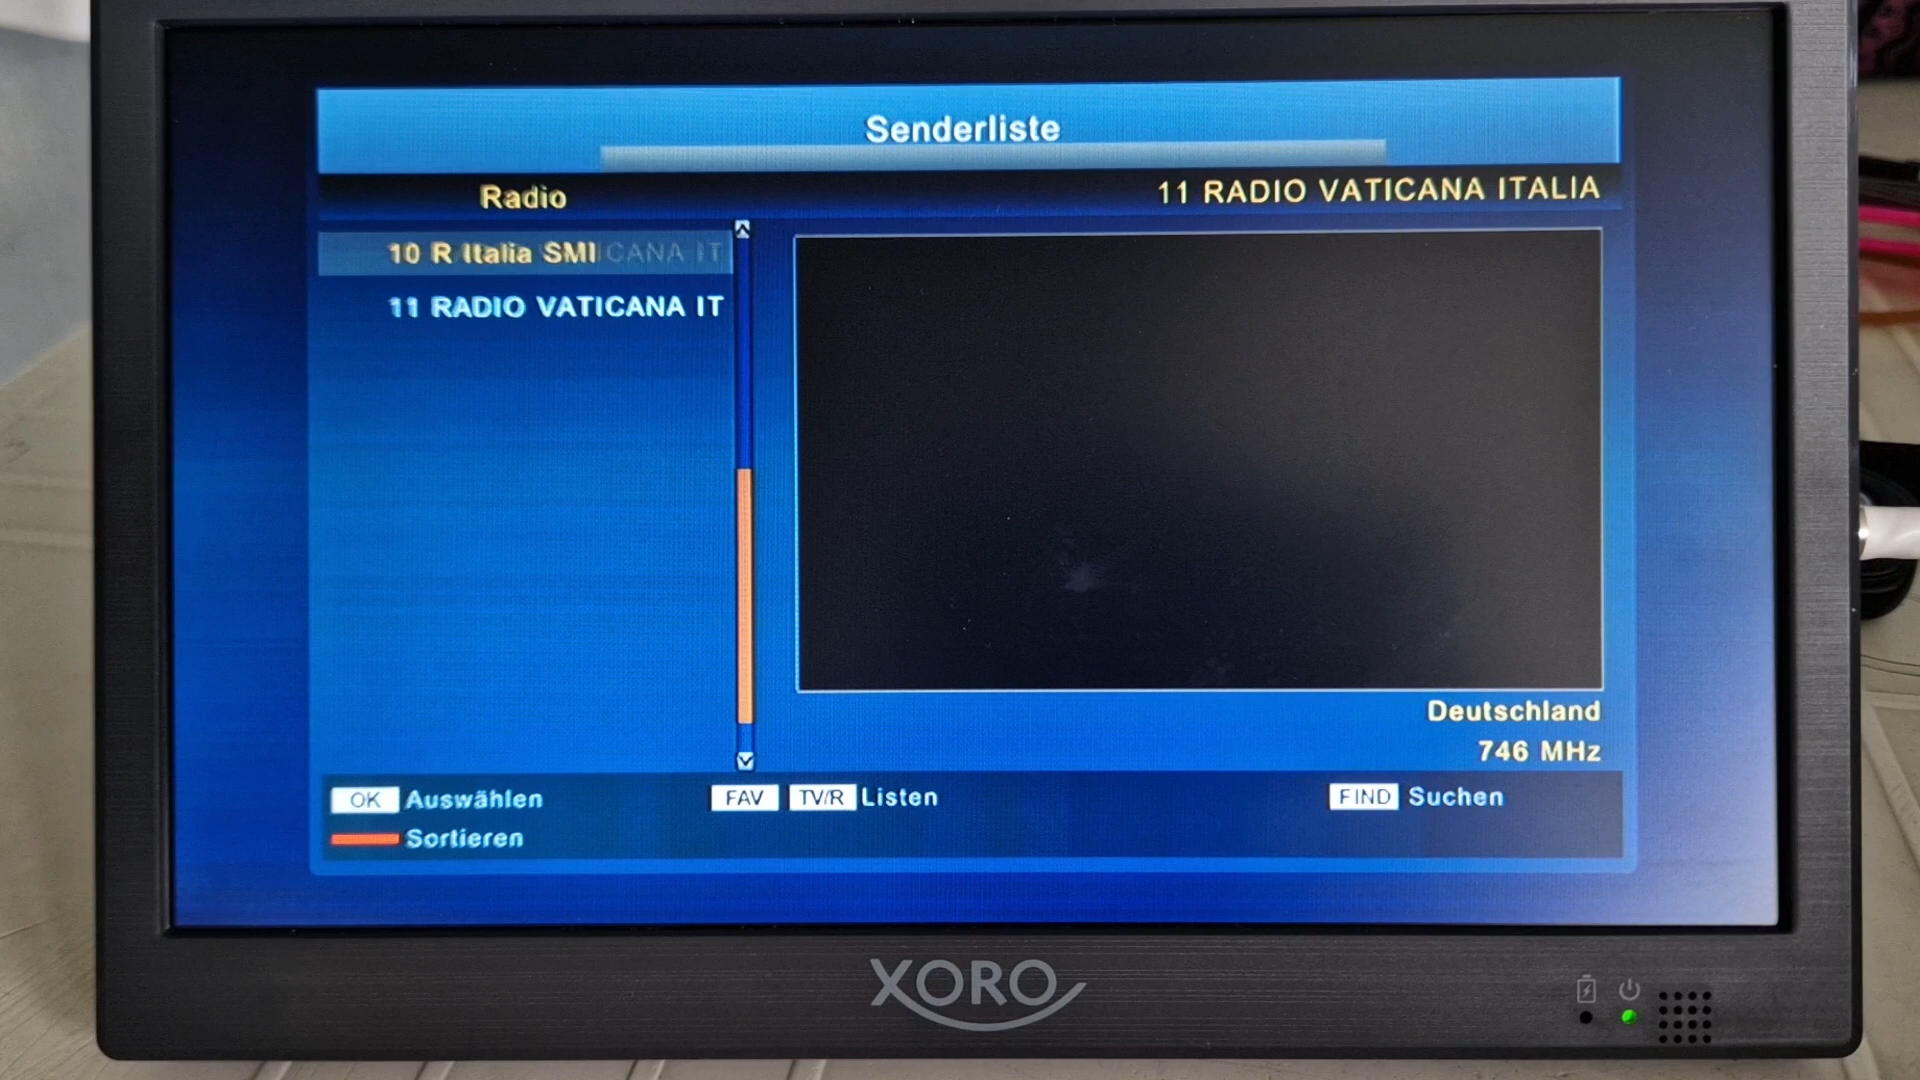 Senderliste
Radio
11 RADIO VATICANA ITALIA
10 R Italia SMI
11 RADIO VATICANA IT
Deutschland
746 MHz
OK Auswählen
FAV TV/R Listen
FIND Suchen
Sortieren
XORO